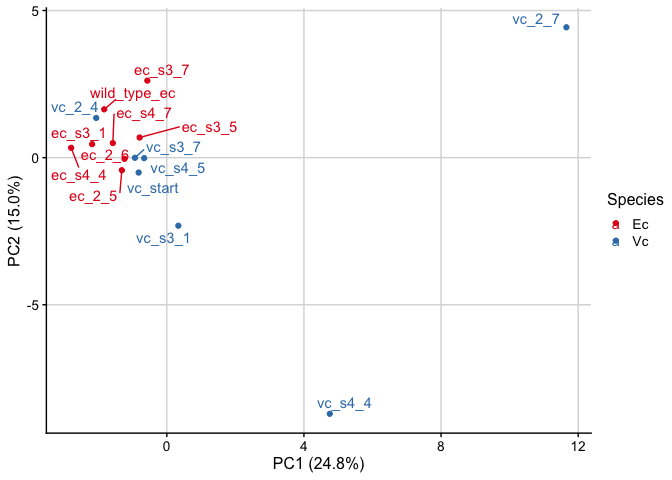 5
0
-5
PC2 (15.0%)
vc_2_7
ec_s3_7
wild_type_ec
vc_2_4
ec_s4_7
ec_s3_5
ec_s3_1
vc_s3_7
ec_2_6
vc_s4_5
ec_s4_4
vc_start
ec_2_5
vc_s3_1
vc_s4_4
0
4
8
12
PC1 (24.8%)
Species
a Ec
a Vc